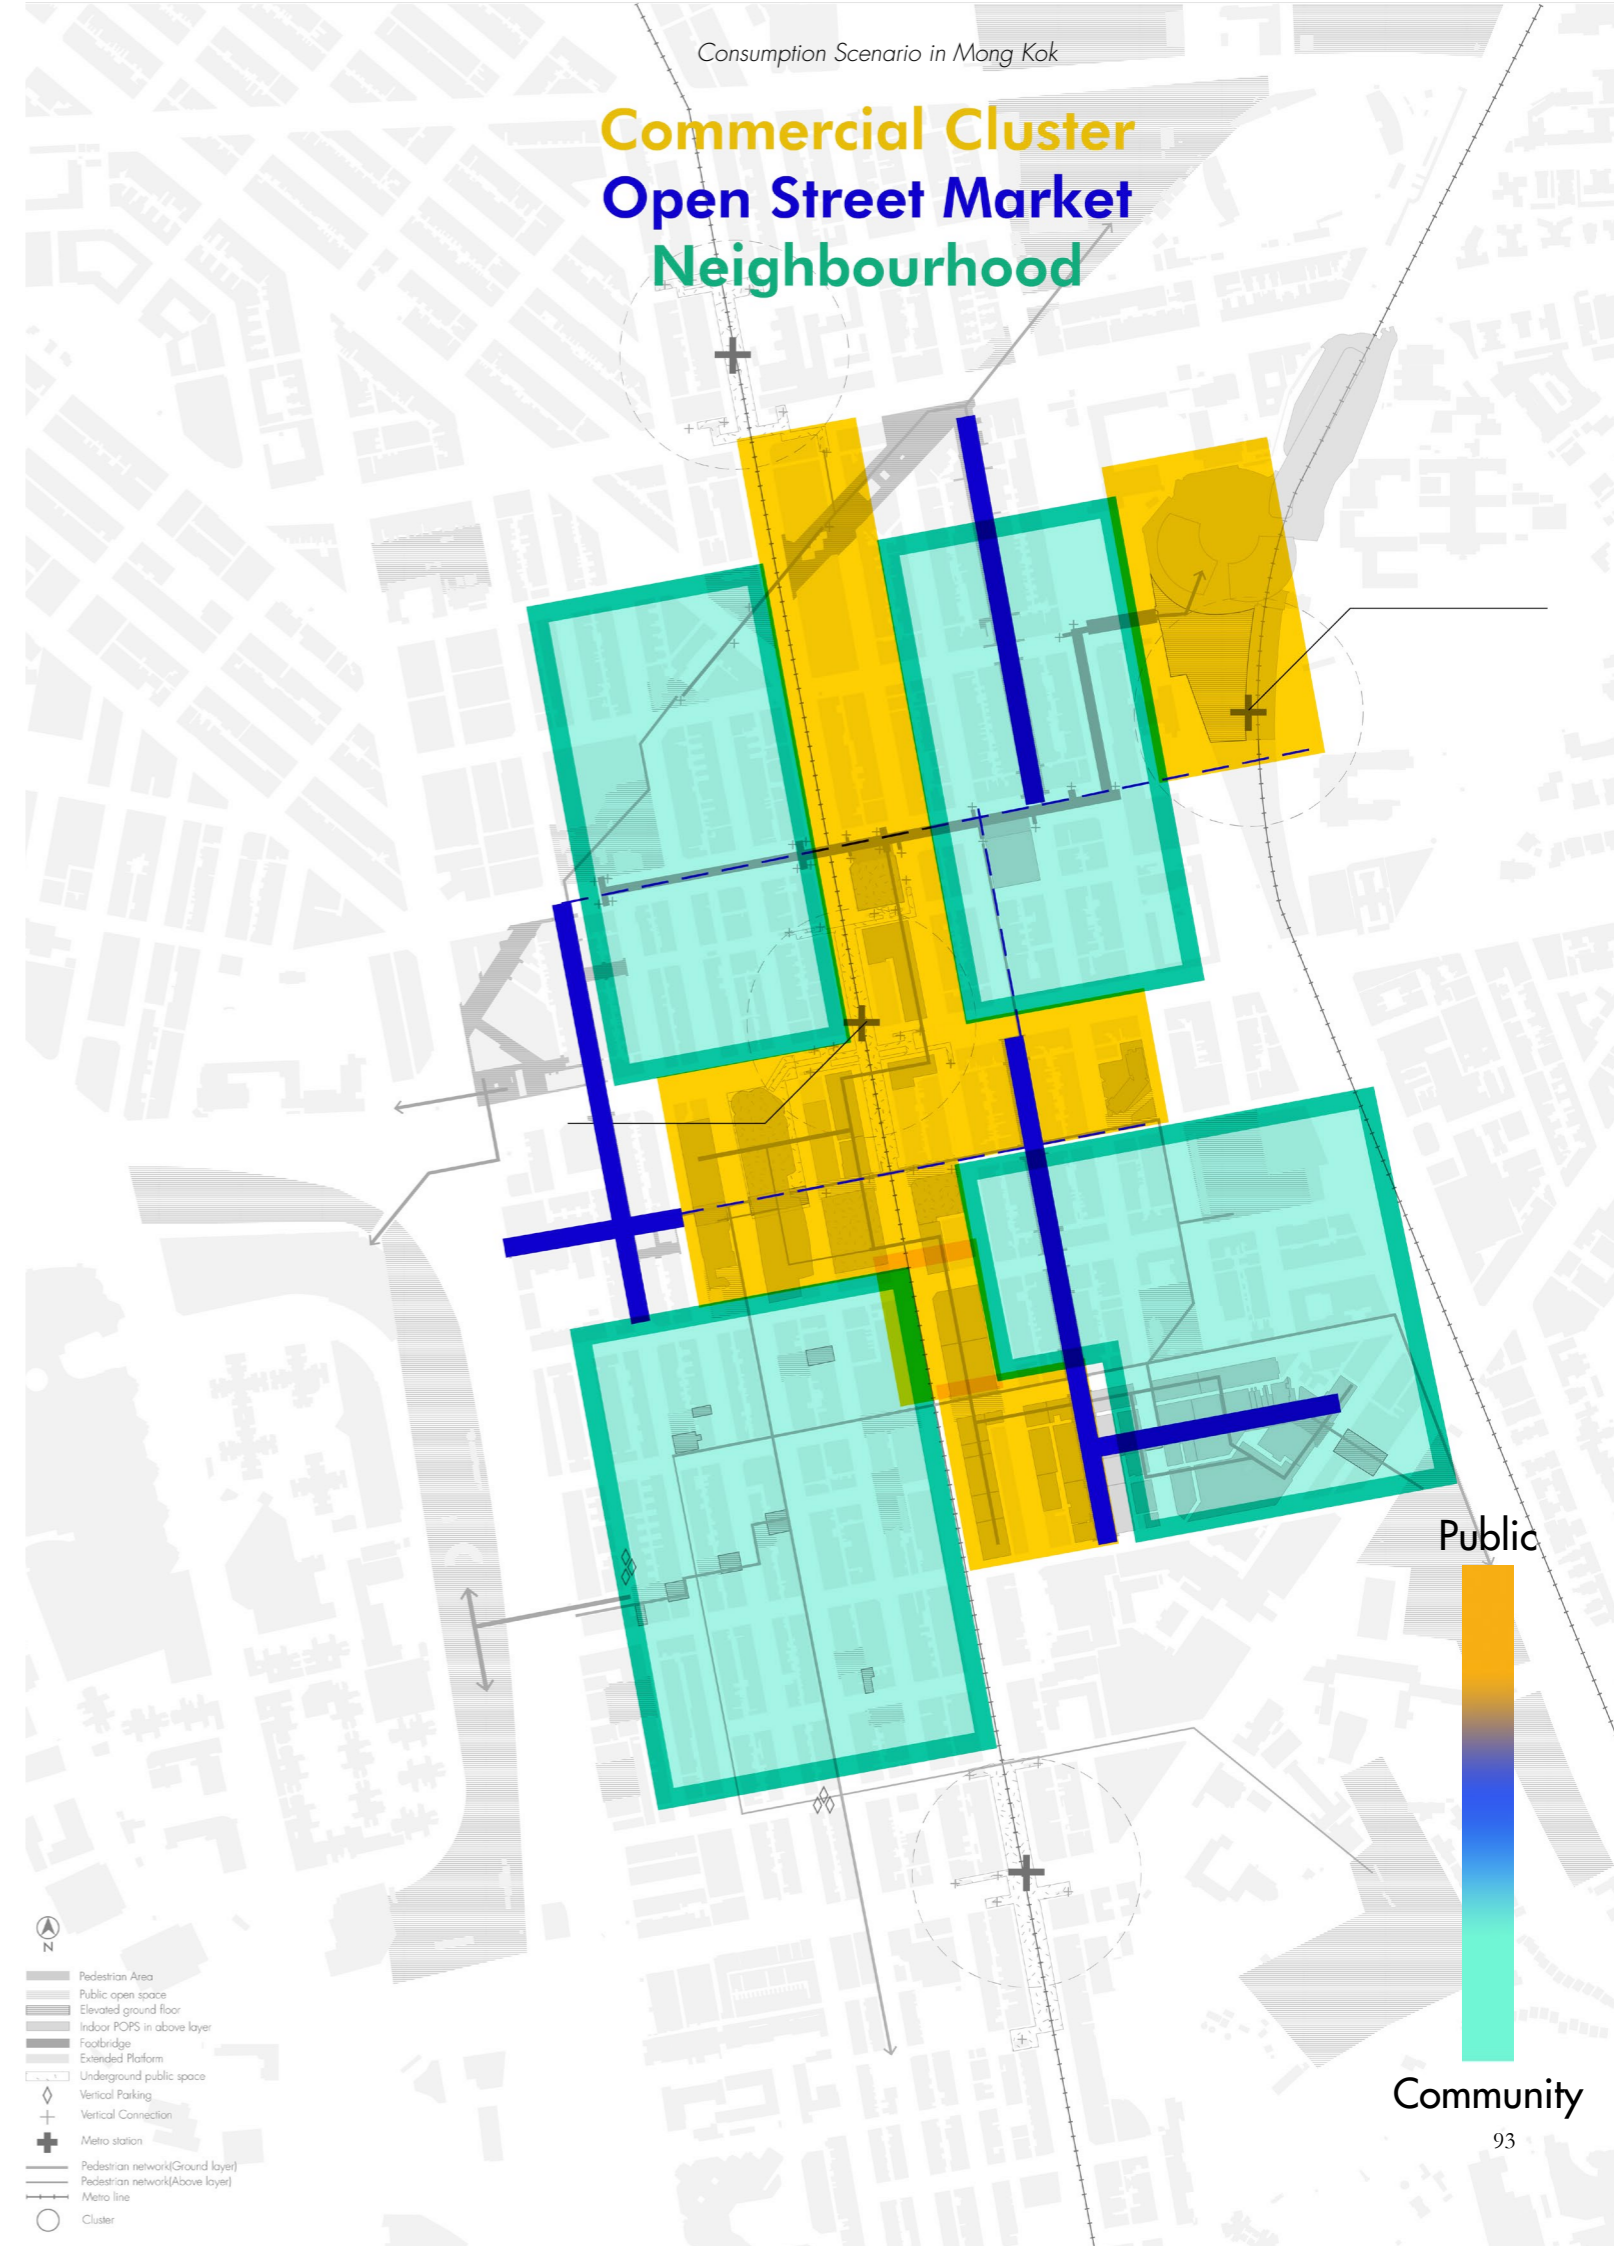 Consumption Scenario in Mong Kok
Commercial Cluster
Open Street Market
Neighbourhood
Public
Community
93
N
Pedestrian Area
Public open space
Elevated ground floor
Indoor POPS in above layer
Footbridge
Extended Platform
Underground public space
Vertical Parking
Vertical Connection
Metro station
Pedestrian network(Ground layer)
Pedestrian network(Above layer)
Metro line
Cluster